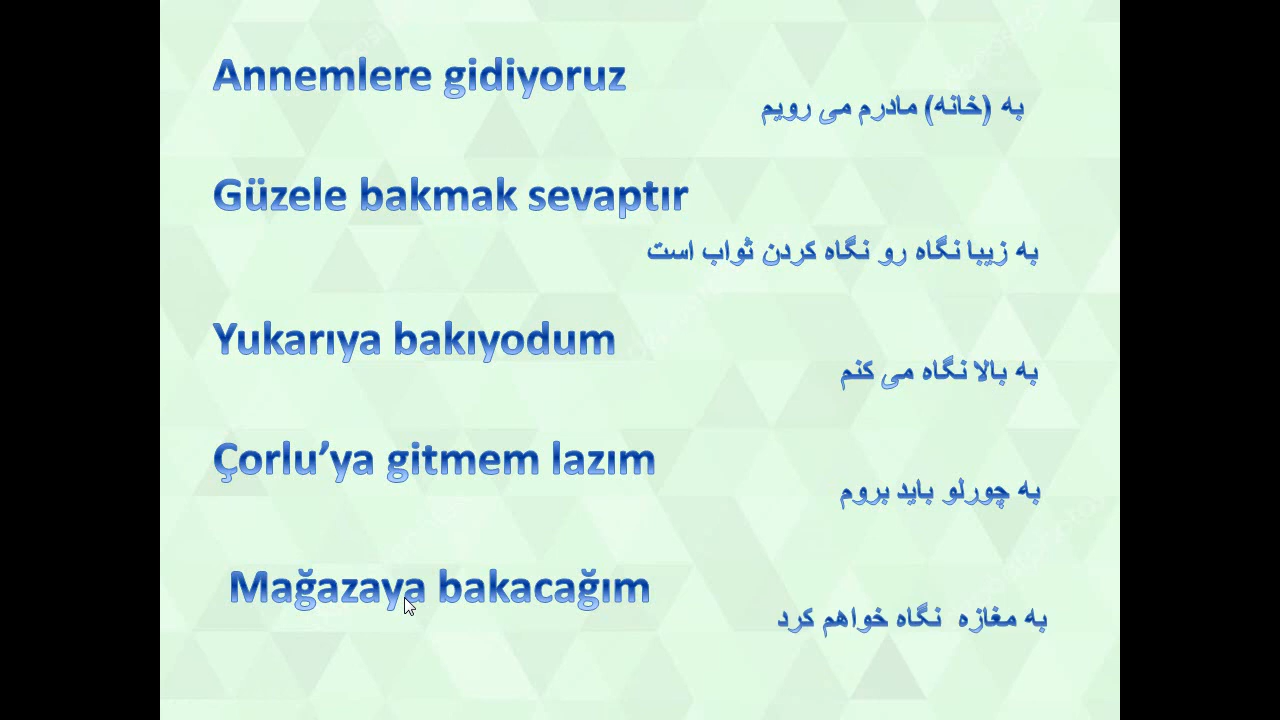 Annemlere gidiyoruz
به (خانه) مادرم می رویم
Güzele bakmak sevaptır
به زیبا نگاه رو نگاه کردن ثواب است
Yukarıya bakıyodum
به بالا نگاه می کنم
Çorlu’ya gitmem lazım
به چورلو باید بروم
Mağazaya bakacağım
به مغازه نگاه خواهم کرد